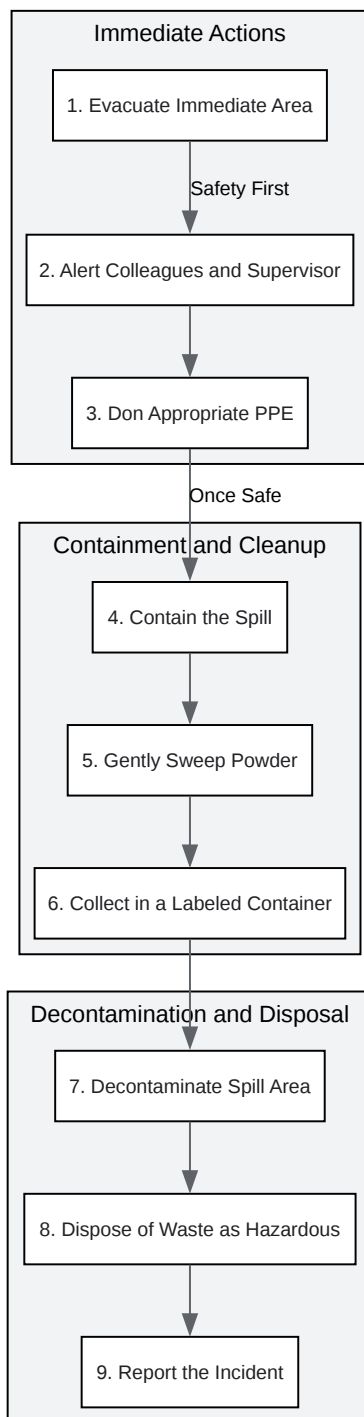 Immediate Actions
1. Evacuate Immediate Area
Safety First
2. Alert Colleagues and Supervisor
3. Don Appropriate PPE
Once Safe
Containment and Cleanup
4. Contain the Spill
5. Gently Sweep Powder
6. Collect in a Labeled Container
Decontamination and Disposal
7. Decontaminate Spill Area
8. Dispose of Waste as Hazardous
9. Report the Incident